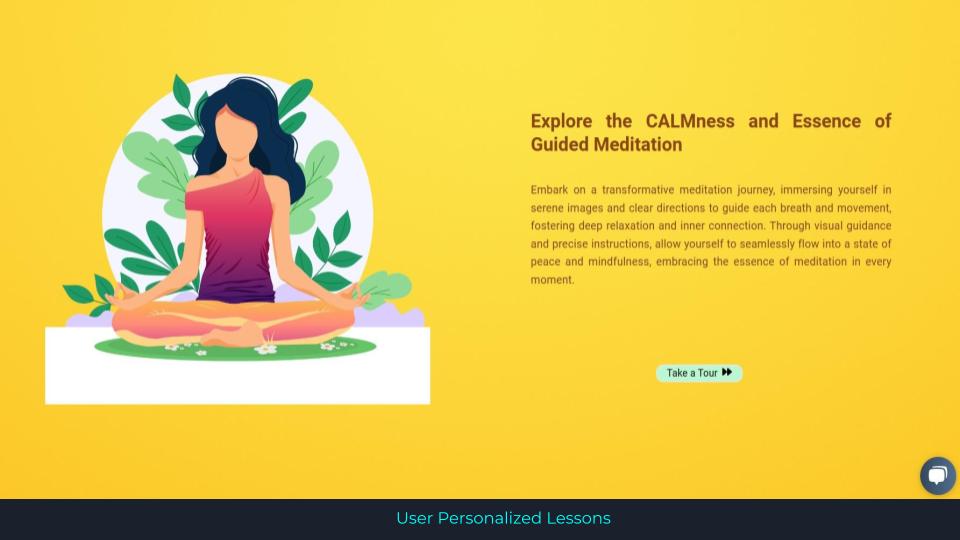 Explore the CALMness and Essence of
Guided Meditation
Embark on a transformative meditation journey, immersing yourself in
serene images and clear directions to guide each breath and movement,
fostering deep relaxation and inner connection. Through visual guidance
and precise instructions, allow yourself to seamlessly flow into a state of
peace and mindfulness, embracing the essence of meditation in every
moment.
Take a Tour
User Personalized Lessons